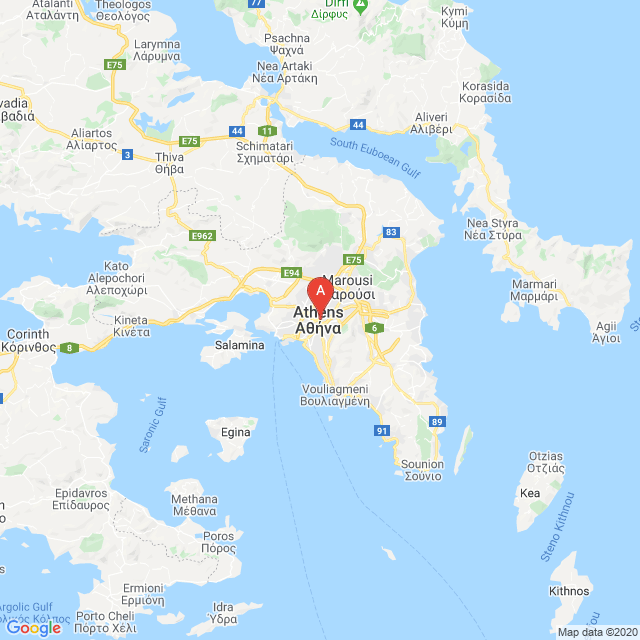 Atalanti
Αταλάντη
Theologos
Θεολόγος
77
Dirfi
Δίρφυς
Kymi
Κύμη
Larymna
Λάρυμνα
Psachna
Ψαχνά
83
E75
Nea Artaki
Νέα Αρτάκη
Korasida
Κορασίδα
vadia
βαδιά
Aliartos
Αλίαρτος
E75
44
11
44
Aliveri
Αλιβέρι
3
Thiva
Θήβα
Schimatari
Σχηματάρι
South Euboean Gulf
E962
83
Nea Styra
Νέα Στύρα
Kato
Alepochori
Αλεποχώρι
E94
E75
Marousi
αρούσι
Marmari
Μαρμάρι
A
Athens
Αθήνα
Corinth
Κόρινθος
Kineta
Κινέτα
8
6
Agii
Άγιοι
Salamina
Vouliagmeni
Βουλιαγμένη
Saronic Gulf
Egina
91
89
Sounion
Σούνιο
Otzias
Οτζιάς
Kea
Epidavros
Επίδαυρος
Methana
Μέθανα
Steno Kithnou
Poros
Πόρος
Ermioni
Ερμιόνη
Kithnos
Argolic Gulf
Porto Cheli
Πόρτο Χέλι
Idra
Ύδρα
Google
Map data ©2020